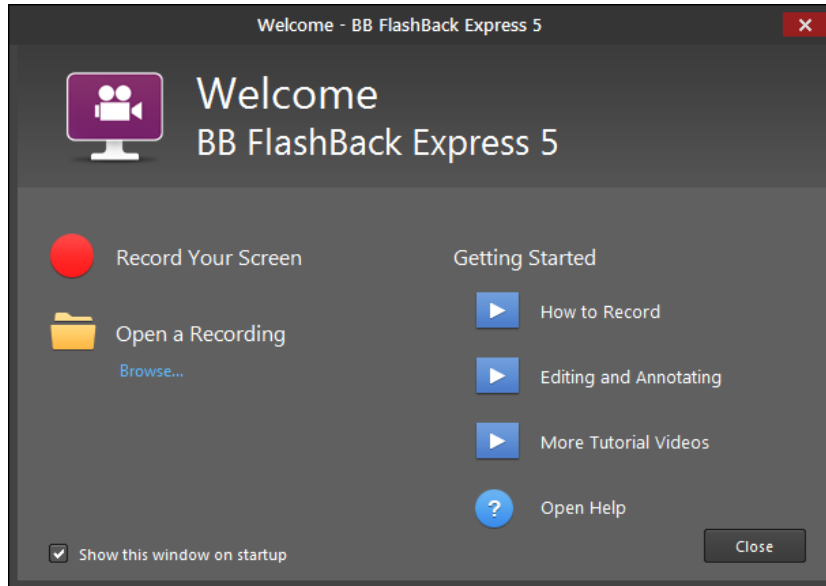 Welcome - BB FlashBack Express 5
Welcome
BB FlashBack Express 5
Record Your Screen
Open a Recording
Browse...
Getting Started
How to Record
Editing and Annotating
More Tutorial Videos
? Open Help
Show this window on startup
Close